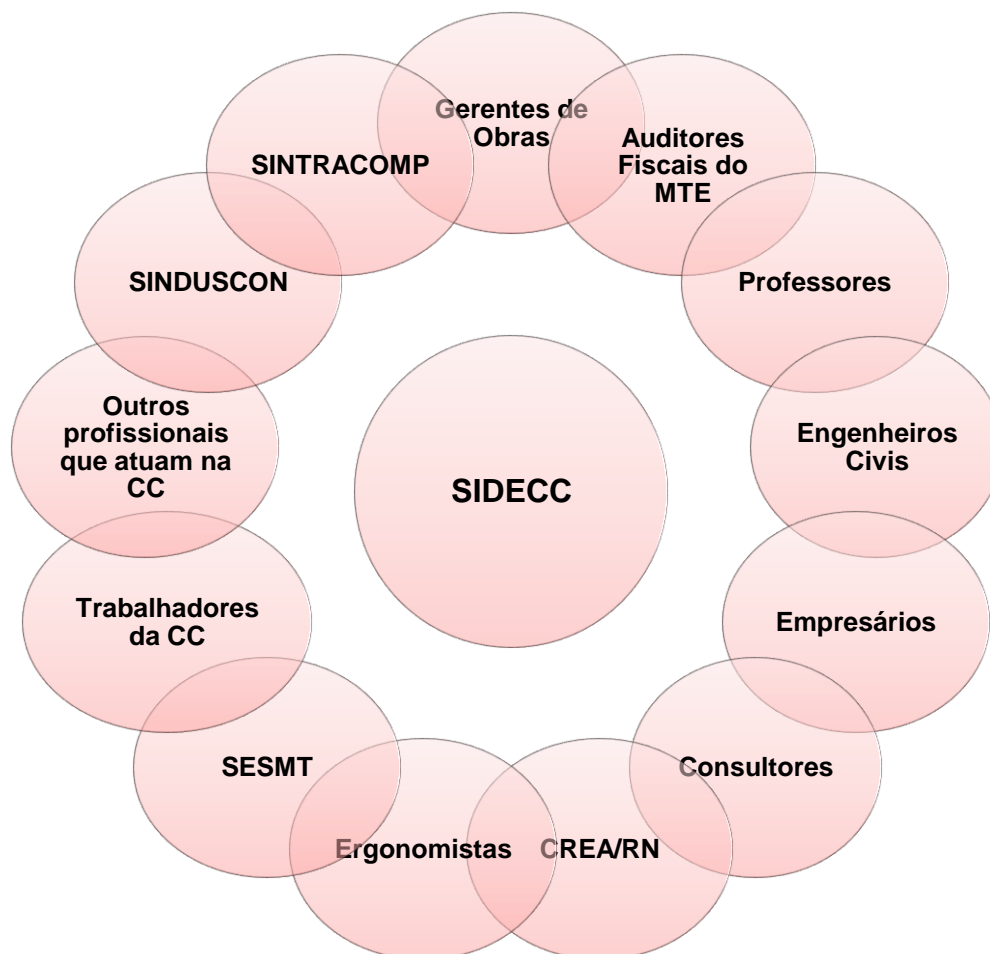 Gerentes de
Obras
Auditores
Fiscais do
MTE
Professores
Engenheiros
Civis
Empresários
Consultores
CREA/RN
Ergonomistas
SESMT
Trabalhadores
da CC
Outros
profissionais
que atuam na
CC
SINDUSCON
SINTRACOMP
SIDECC